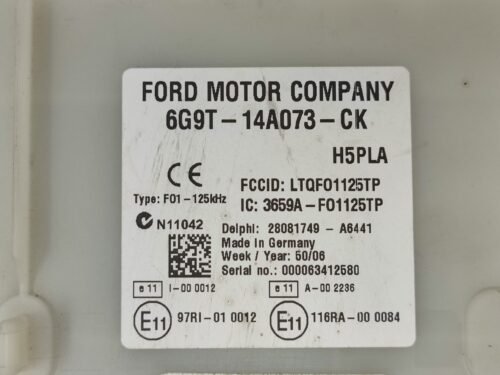 FORD MOTOR COMPANY
6G9T-14A073-CK
H5PLA
CE
FCCID: LTQFO1125TP
Type: F01-125kHz
IC: 3659A-FO1125TP
N11042
Delphi: 28081749 - A6441
Made in Germany
Week / Year: 50/06
Serial no.: 000063412580
e 11 I-00 0012
e 11 A-00 2236
E11 97RI-01 0012
E11 116RA-00 0084